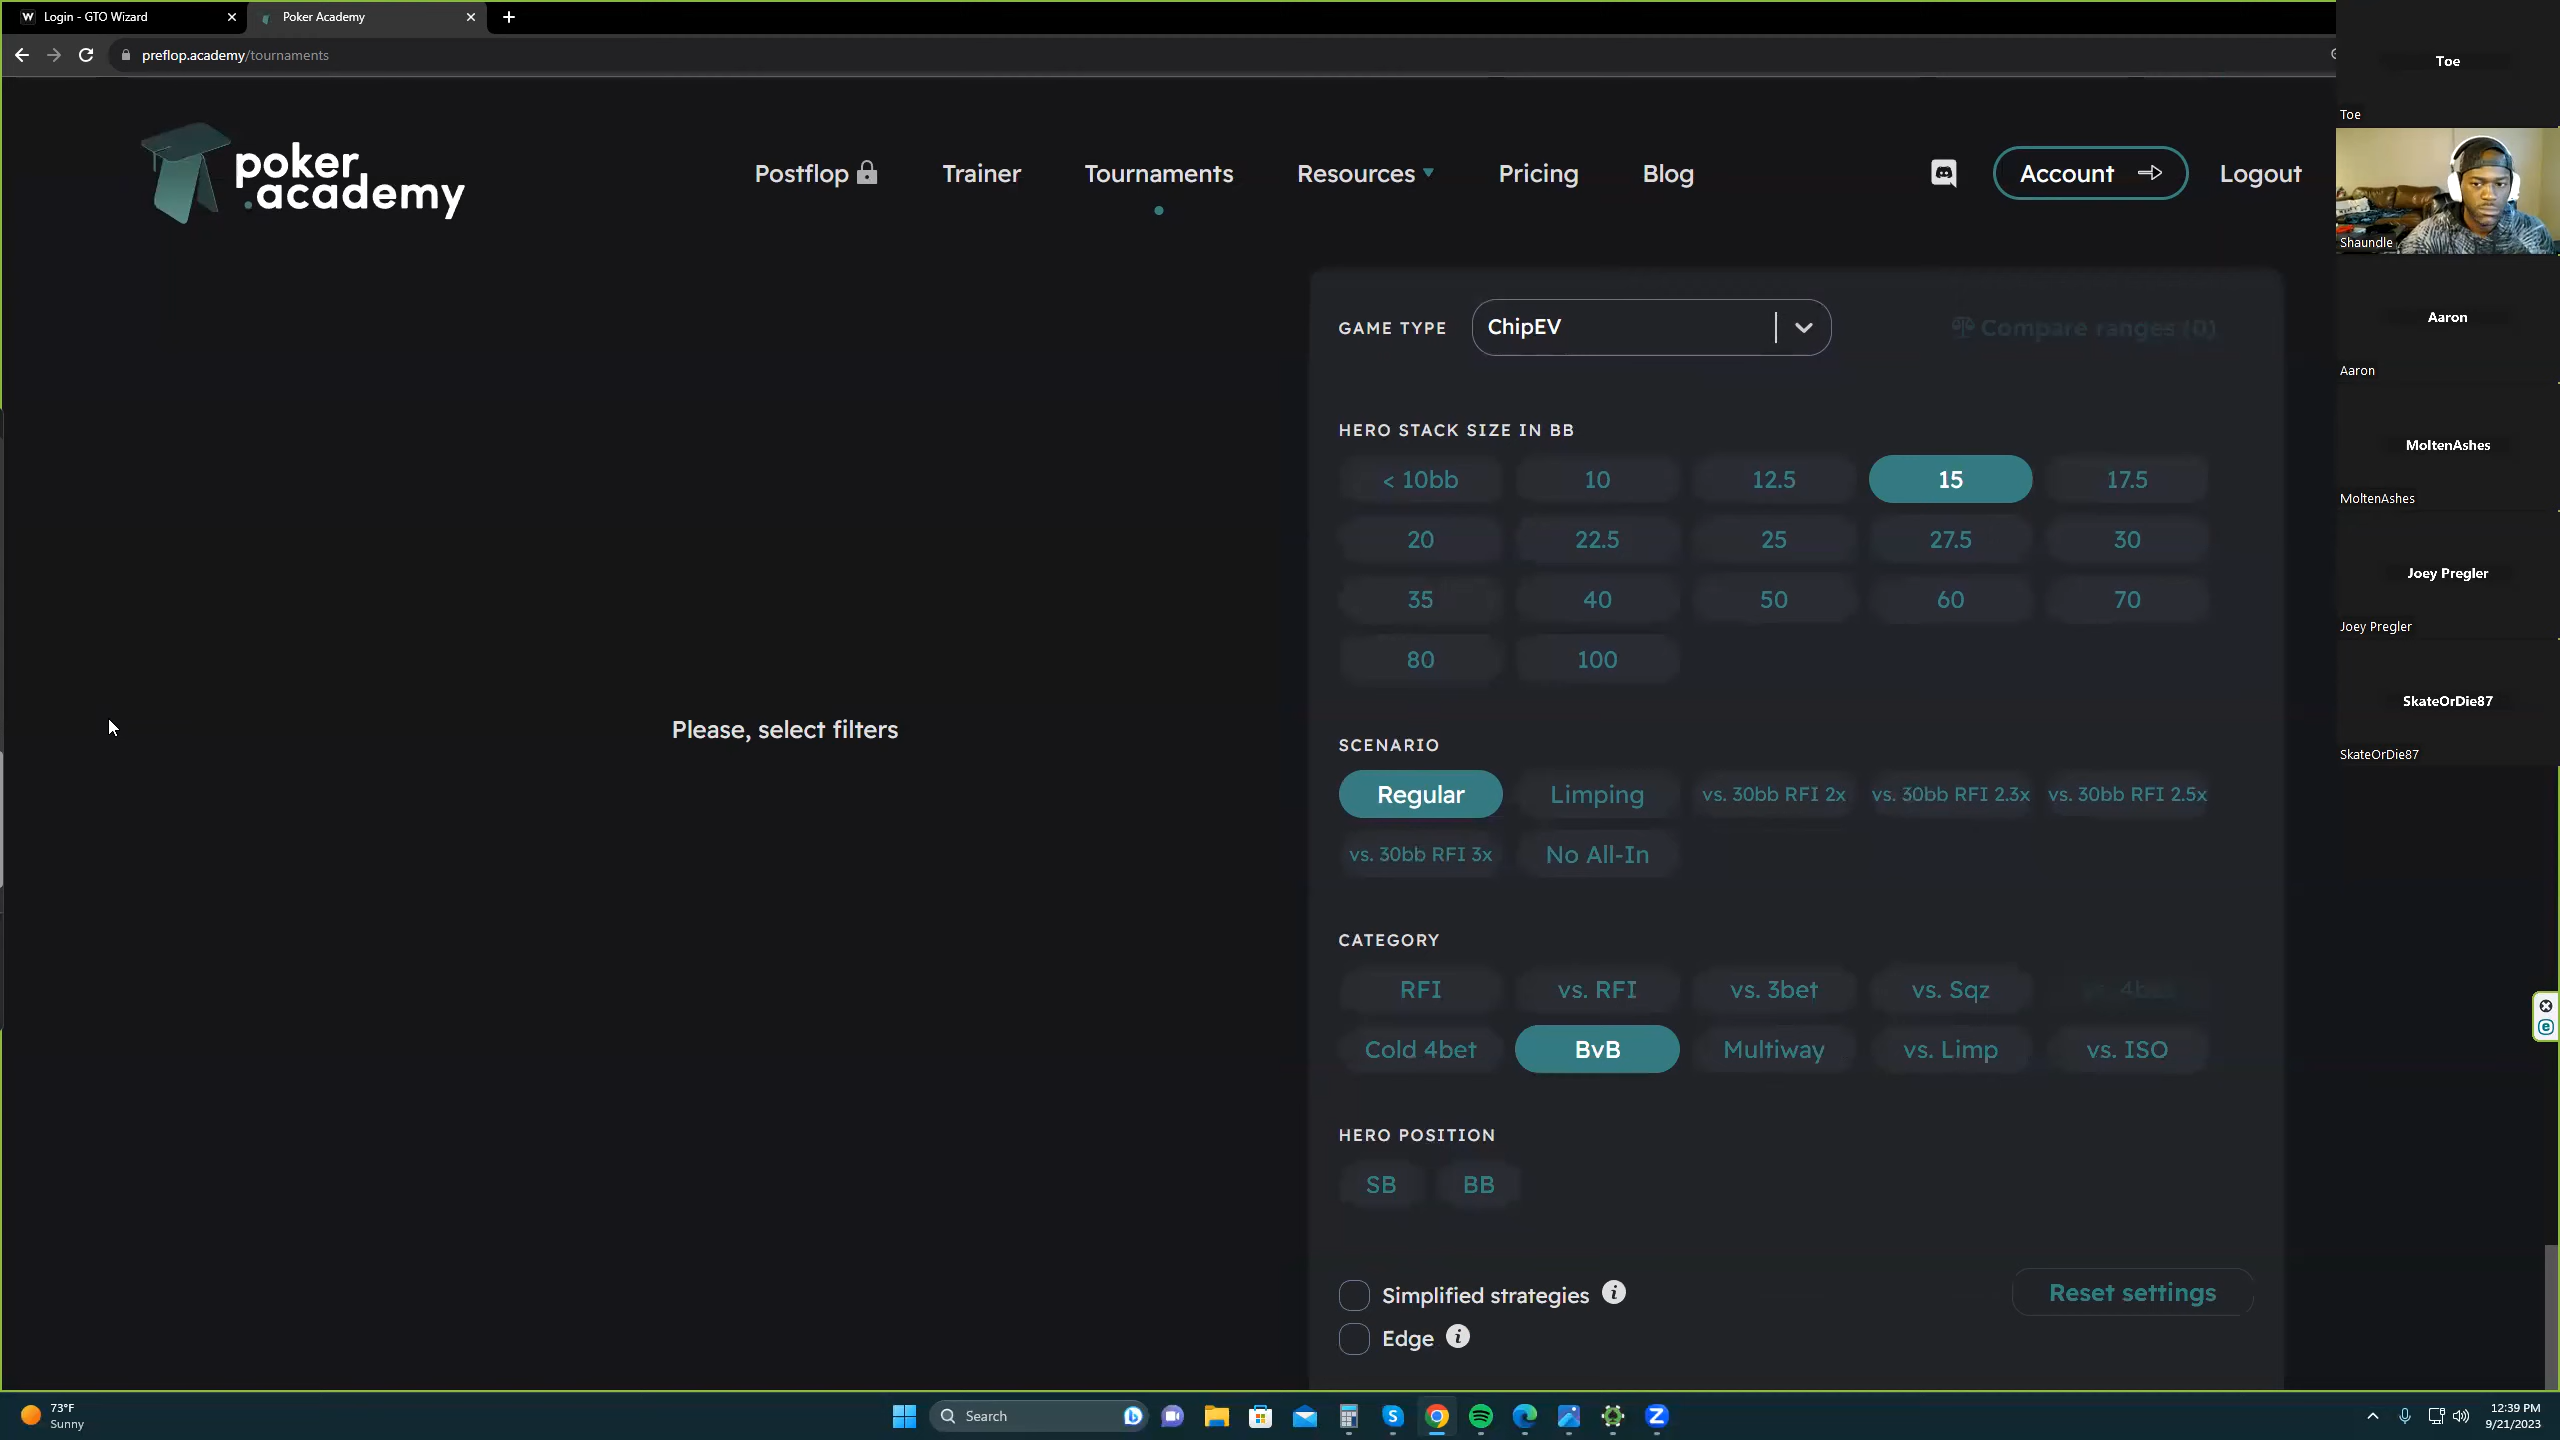 Login - GTO Wizard
Poker Academy
preflop.academy/tournaments
poker
.academy
Postflop
Trainer
Tournaments
Resources
Pricing
Blog
Account
Logout
GAME TYPE
ChipEV
Compare ranges (0)
HERO STACK SIZE IN BB
< 10bb
10
12.5
15
17.5
20
22.5
25
27.5
30
35
40
50
60
70
80
100
Please, select filters
SCENARIO
Regular
Limping
vs. 30bb RFI 2x
vs. 30bb RFI 2.3x
vs. 30bb RFI 2.5x
vs. 30bb RFI 3x
No All-In
CATEGORY
RFI
vs. RFI
vs. 3bet
vs. Sqz
vs. 4bet
Cold 4bet
BvB
Multiway
vs. Limp
vs. ISO
HERO POSITION
SB
BB
Simplified strategies
Edge
Reset settings
Toe
Toe
Shaundle
Aaron
Aaron
MoltenAshes
MoltenAshes
Joey Pregler
Joey Pregler
SkateOrDie87
SkateOrDie87
73°F
Sunny
Search
12:39 PM
9/21/2023